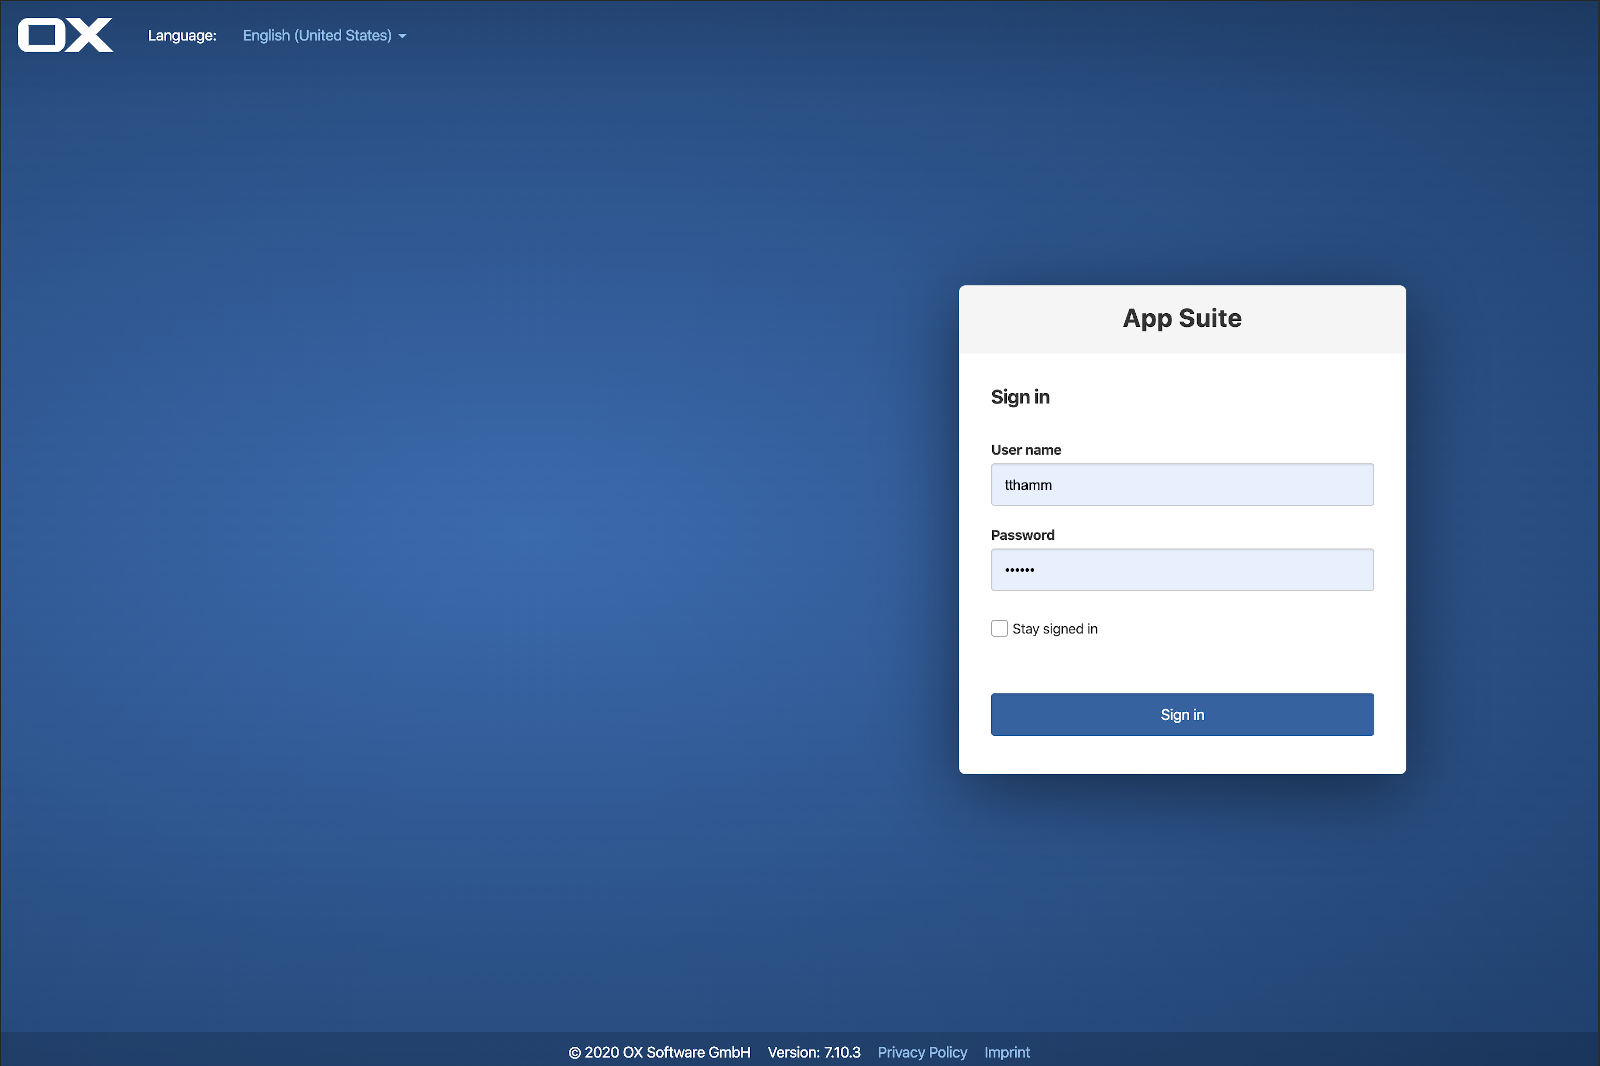 OX Language: English (United States)
App Suite
Sign in
User name
tthamm
Password
••••••
Stay signed in
Sign in
© 2020 OX Software GmbH Version: 7.10.3 Privacy Policy Imprint